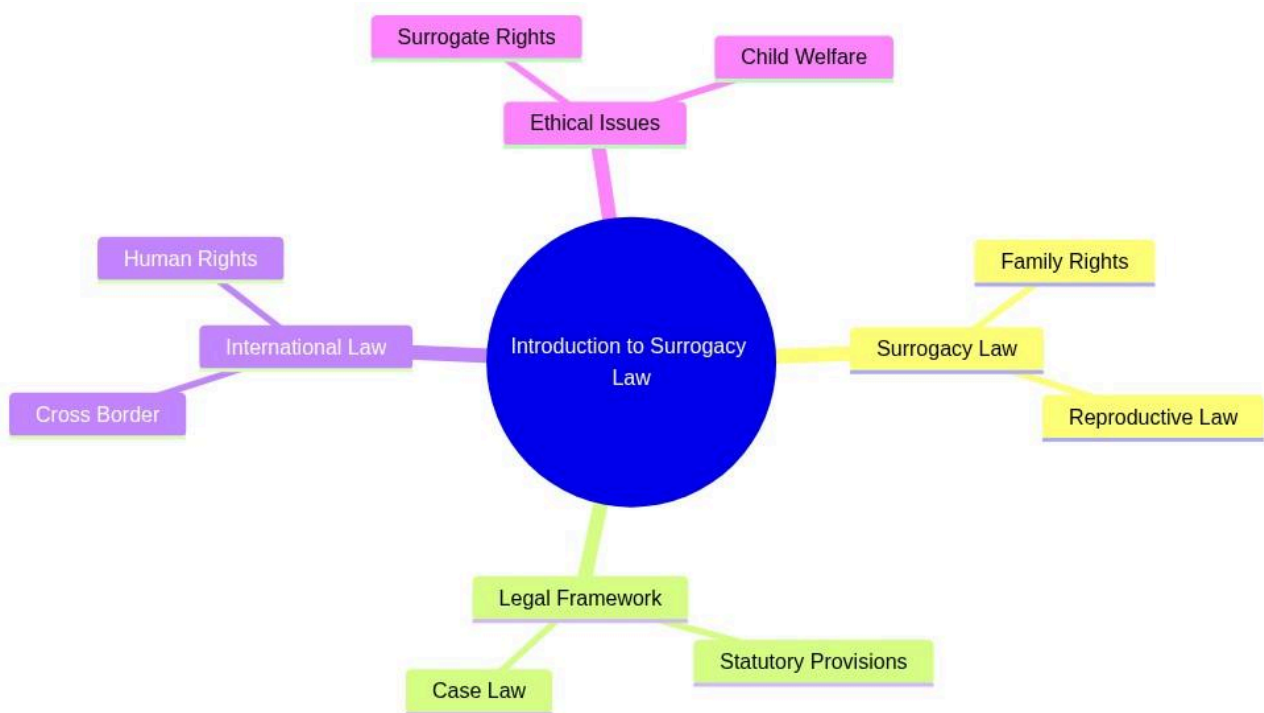 Surrogate Rights
Child Welfare
Ethical Issues
Human Rights
Family Rights
International Law
Introduction to Surrogacy
Law
Surrogacy Law
Cross Border
Reproductive Law
Legal Framework
Statutory Provisions
Case Law